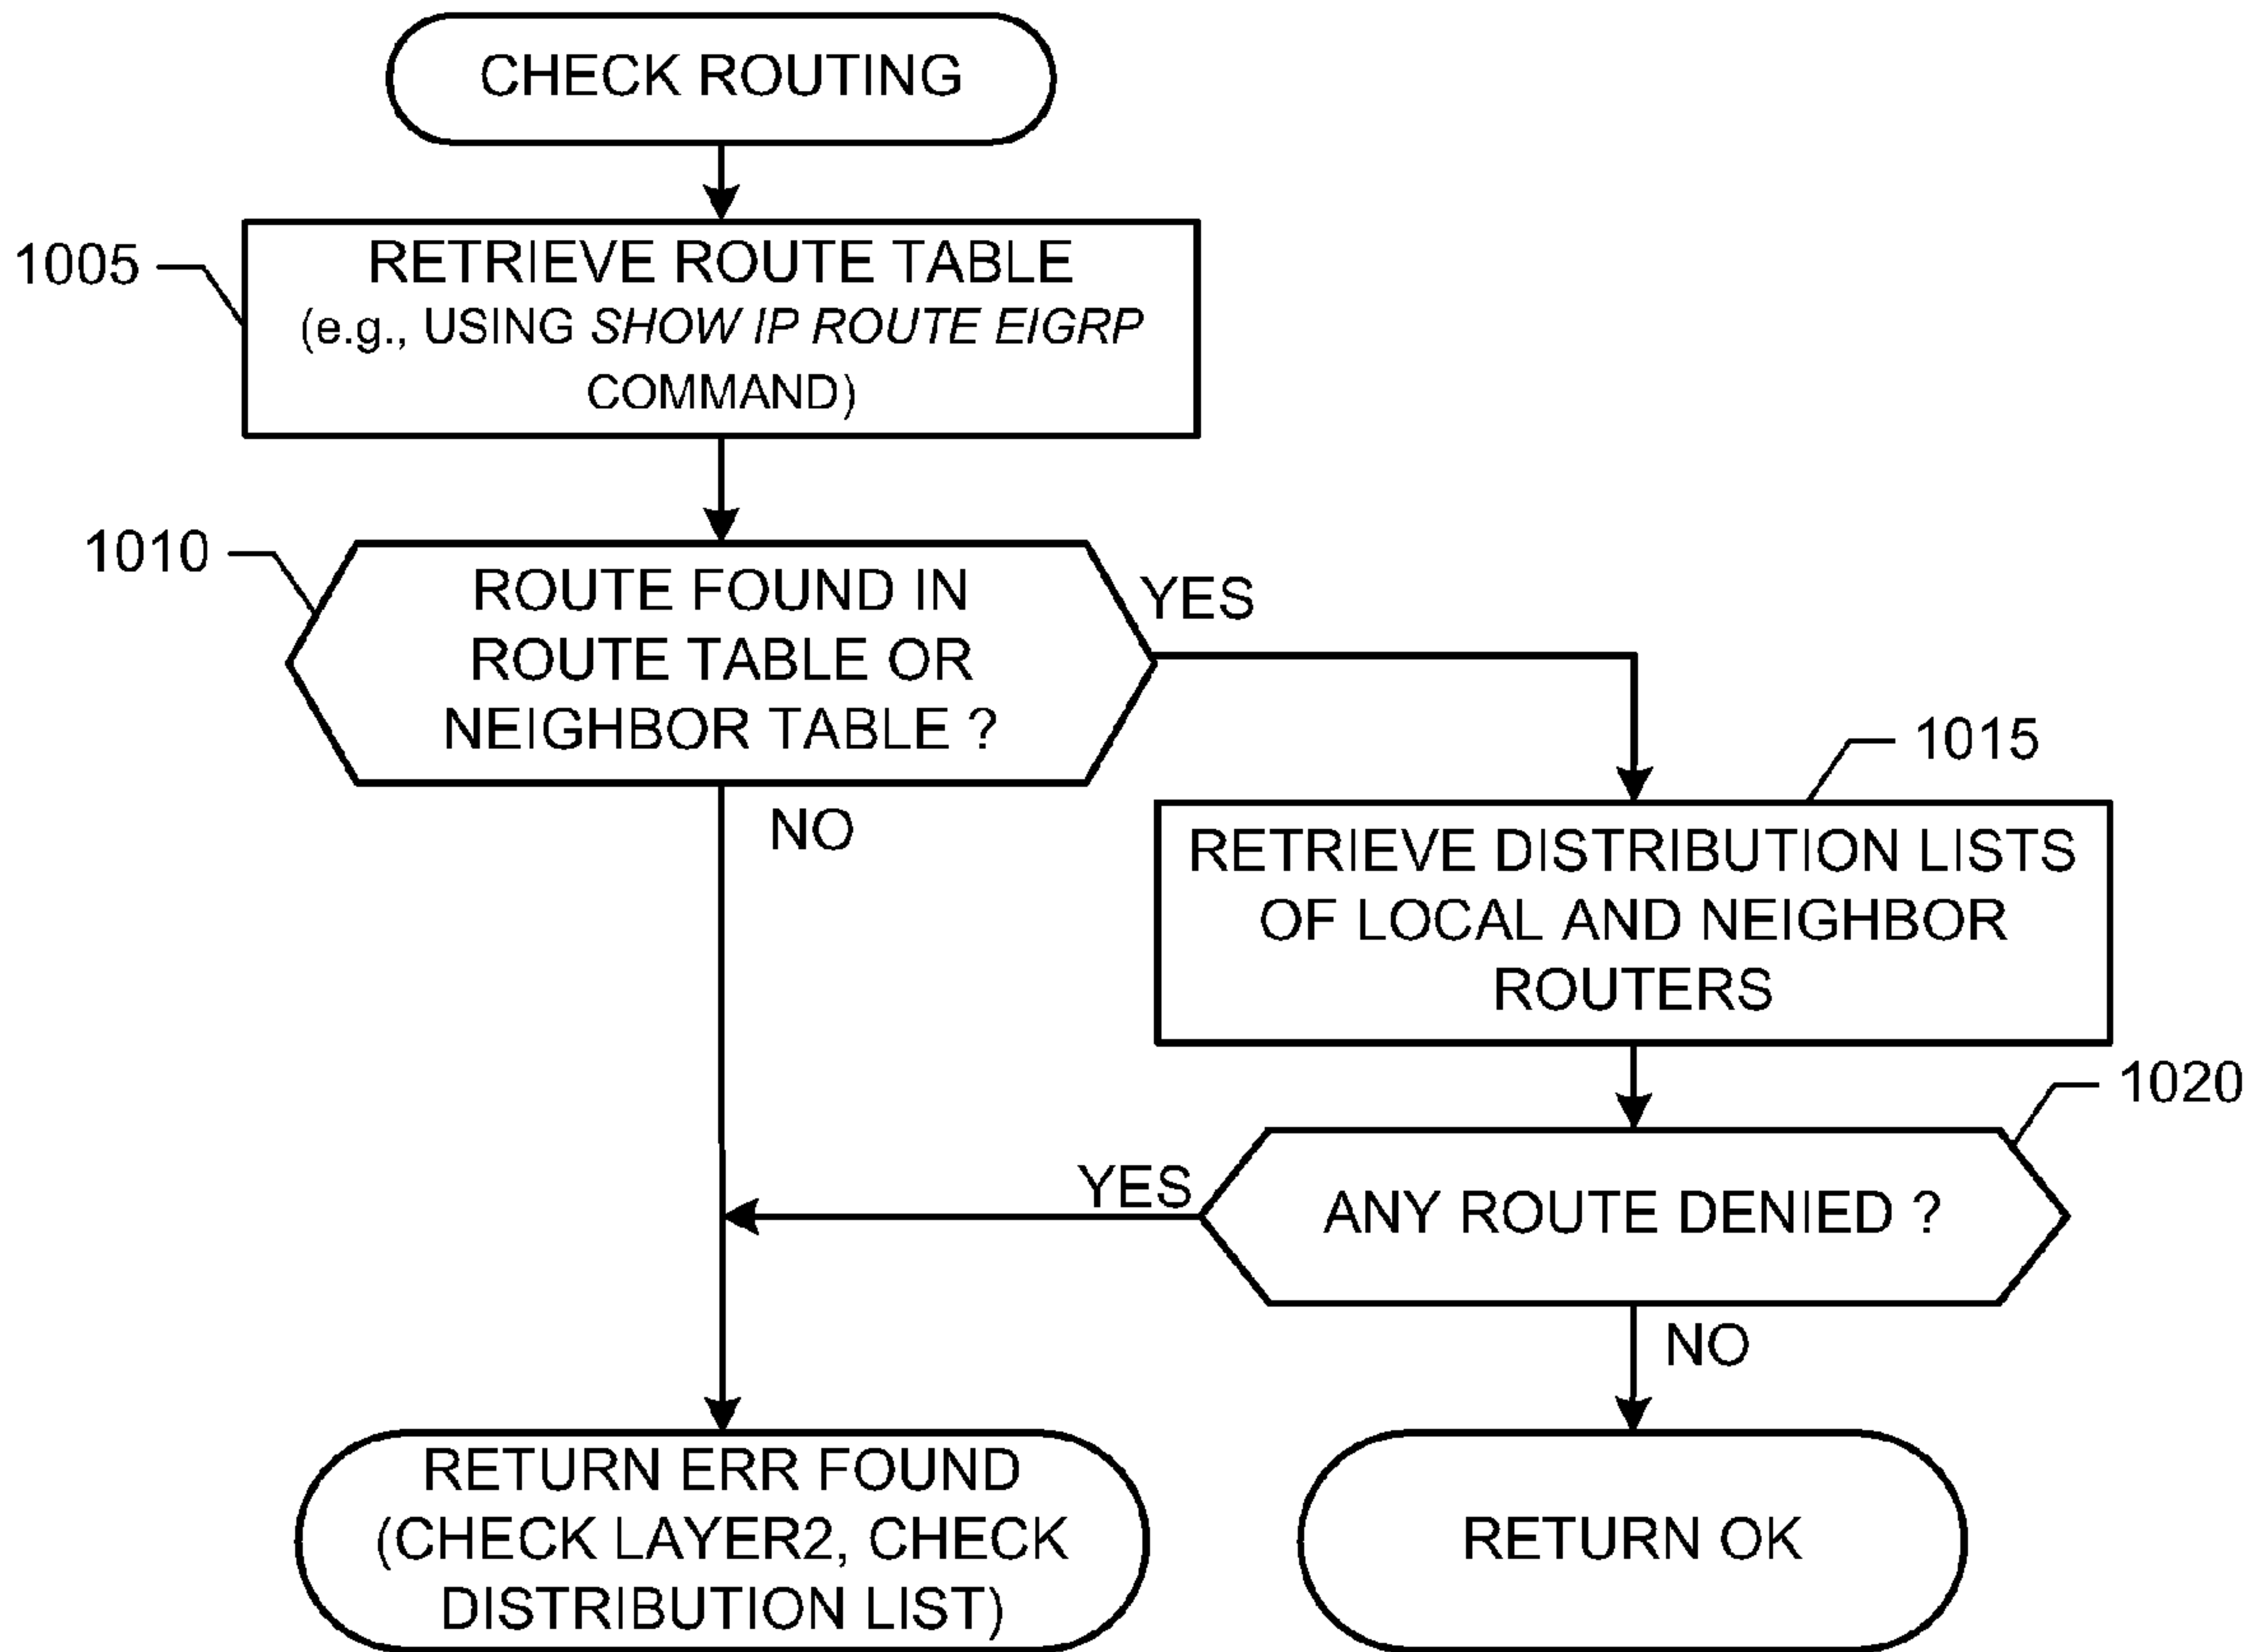 CHECK ROUTING
1005
RETRIEVE ROUTE TABLE
(e.g., USING SHOW IP ROUTE EIGRP
COMMAND)
1010
ROUTE FOUND IN
ROUTE TABLE OR
NEIGHBOR TABLE ?
YES
NO
1015
RETRIEVE DISTRIBUTION LISTS
OF LOCAL AND NEIGHBOR
ROUTERS
1020
YES
ANY ROUTE DENIED ?
NO
RETURN ERR FOUND
(CHECK LAYER2, CHECK
DISTRIBUTION LIST)
RETURN OK